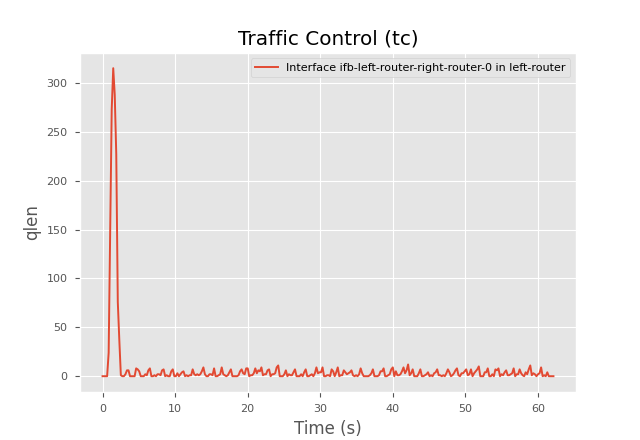 Traffic Control (tc)
Interface ifb-left-router-right-router-0 in left-router
300
250
200
150
100
50
0
qlen
0 10 20 30 40 50 60
Time (s)